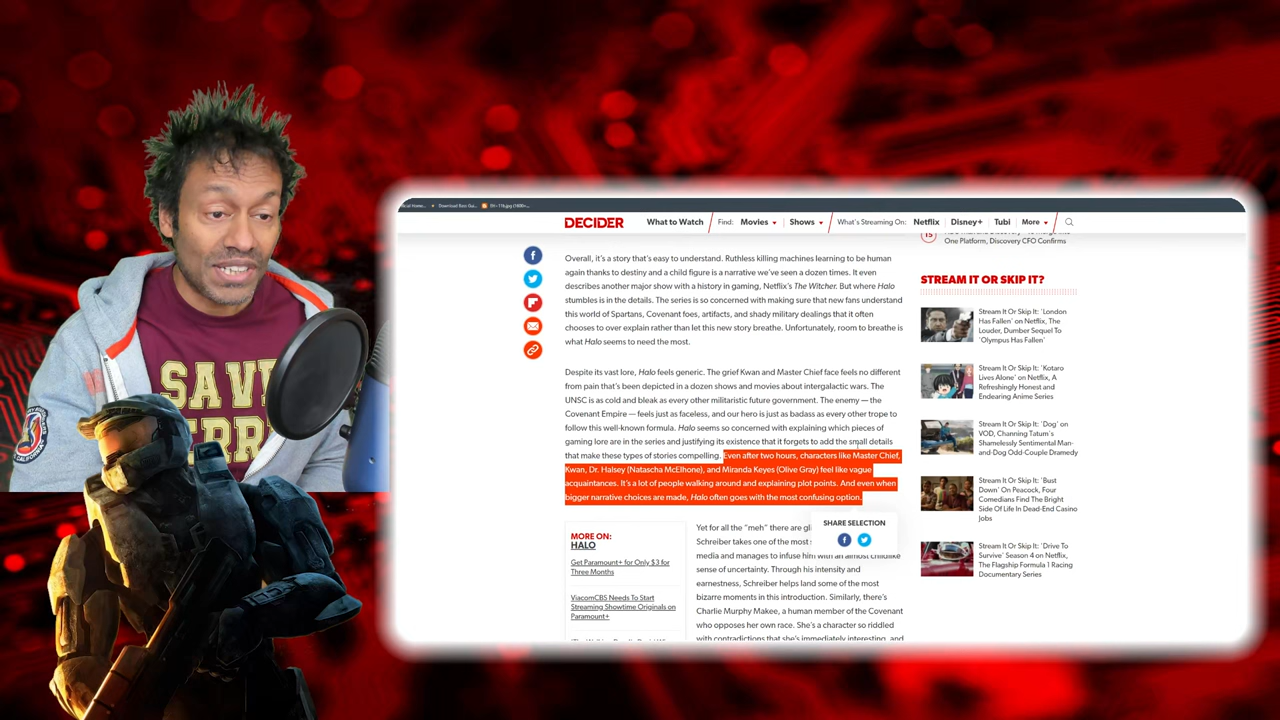 Download Bass Gui...
DECIDER
What to Watch
Find:
Movies
Shows
What's Streaming On:
Netflix
Disney+
Tubi
More
Overall, it's a story that's easy to understand. Ruthless killing machines learning to be human
again thanks to destiny and a child figure is a narrative we've seen a dozen times. It even
describes another major show with a history in gaming, Netflix's The Witcher. But where Halo
stumbles is in the details. The series is so concerned with making sure that new fans understand
this world of Spartans, Covenant foes, artifacts, and shady military dealings that it often
chooses to over explain rather than let this new story breathe. Unfortunately, room to breathe is
what Halo seems to need the most.
Despite its vast lore, Halo feels generic. The grief Kwan and Master Chief face feels no different
from pain that's been depicted in a dozen shows and movies about intergalactic wars. The
UNSC is as cold and bleak as every other militaristic future government. The enemy — the
Covenant Empire — feels just as faceless, and our hero is just as badass as every other trope to
follow this well-known formula. Halo seems so concerned with explaining which pieces of
gaming lore are in the series and justifying its existence that it forgets to add the small details
that make these types of stories compelling. Even after two hours, characters like Master Chief,
Kwan, Dr. Halsey (Natascha McElhone), and Miranda Keyes (Olive Gray) feel like vague
acquaintances. It's a lot of people walking around and explaining plot points. And even when
bigger narrative choices are made, Halo often goes with the most confusing option.
SHARE SELECTION
MORE ON:
HALO
Get Paramount+ for Only $3 for
Three Months
ViacomCBS Needs To Start
Streaming Showtime Originals on
Paramount+
Yet for all the "meh" there are gl
Schreiber takes one of the most
media and manages to infuse him with an almost childlike
sense of uncertainty. Through his intensity and
earnestness, Schreiber helps land some of the most
bizarre moments in this introduction. Similarly, there's
Charlie Murphy Makee, a human member of the Covenant
who opposes her own race. She's a character so riddled
with contradictions that she's immediately interesting, and
15
One Platform, Discovery CFO Confirms
STREAM IT OR SKIP IT?
Stream It Or Skip It: 'London
Has Fallen' on Netflix, The
Louder, Dumber Sequel To
'Olympus Has Fallen'
Stream It Or Skip It: 'Kotaro
Lives Alone' on Netflix, A
Refreshingly Honest and
Endearing Anime Series
Stream It Or Skip It: 'Dog' on
VOD, Channing Tatum's
Shamelessly Sentimental Man-
and-Dog Odd-Couple Dramedy
Stream It Or Skip It: 'Bust
Down' On Peacock, Four
Comedians Find The Bright
Side Of Life In Dead-End Casino
Jobs
Stream It Or Skip It: 'Drive To
Survive' Season 4 on Netflix,
The Flagship Formula 1 Racing
Documentary Series
SAVE
FERRI